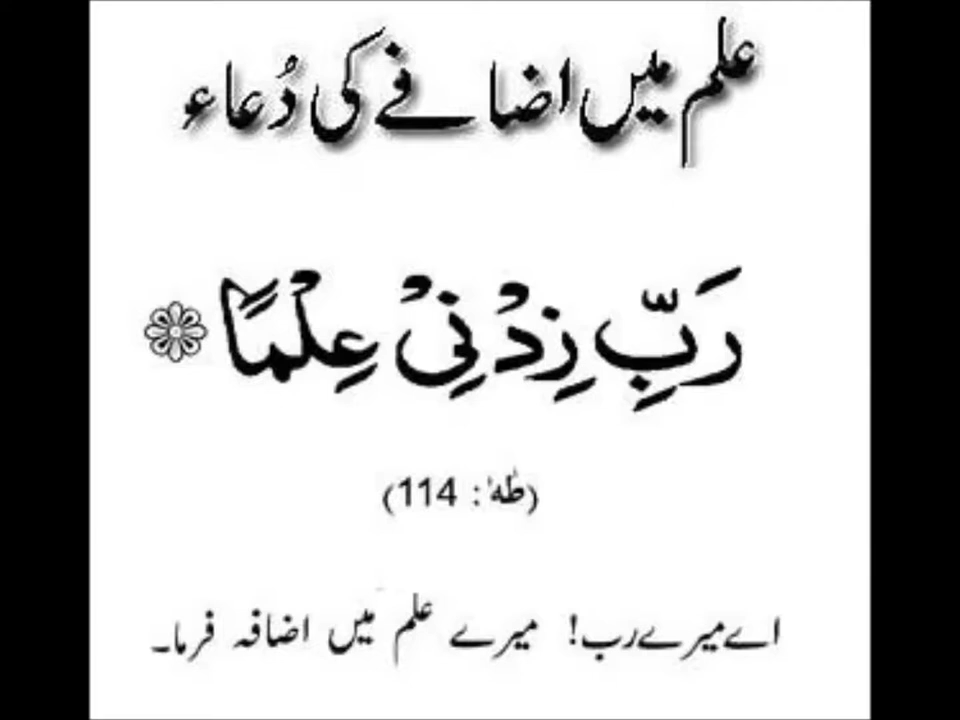 علم میں اضافے کی دُعاء
رَبِّ زِدْنِىْ عِلْمًا
(طٰهٰ: 114)
اے میرے رب! میرے علم میں اضافہ فرما۔